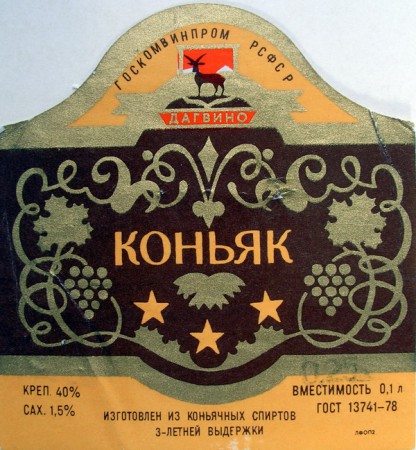 ГОСКОМВИНПРОМ РСФСР
ДАГВИНО
КОНЬЯК
КРЕП. 40%
САХ. 1,5%
ИЗГОТОВЛЕН ИЗ КОНЬЯЧНЫХ СПИРТОВ
3-ЛЕТНЕЙ ВЫДЕРЖКИ
ВМЕСТИМОСТЬ 0,1 л
ГОСТ 13741-78